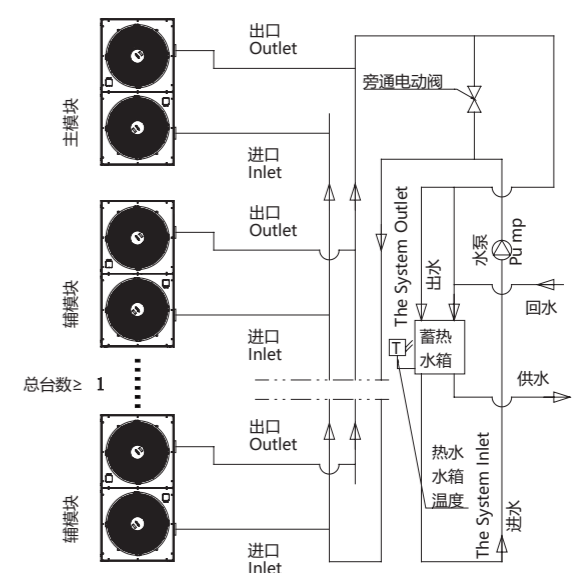 出口
Outlet
主模块
进口
Inlet
旁通电动阀
出口
Outlet
辅模块
进口
Inlet
The System Outlet
出水
水泵
Pu mp
回水
蓄热
水箱
T
供水
总台数≥ 1
出口
Outlet
热水
水箱
温度
辅模块
进口
Inlet
The System Inlet
进水